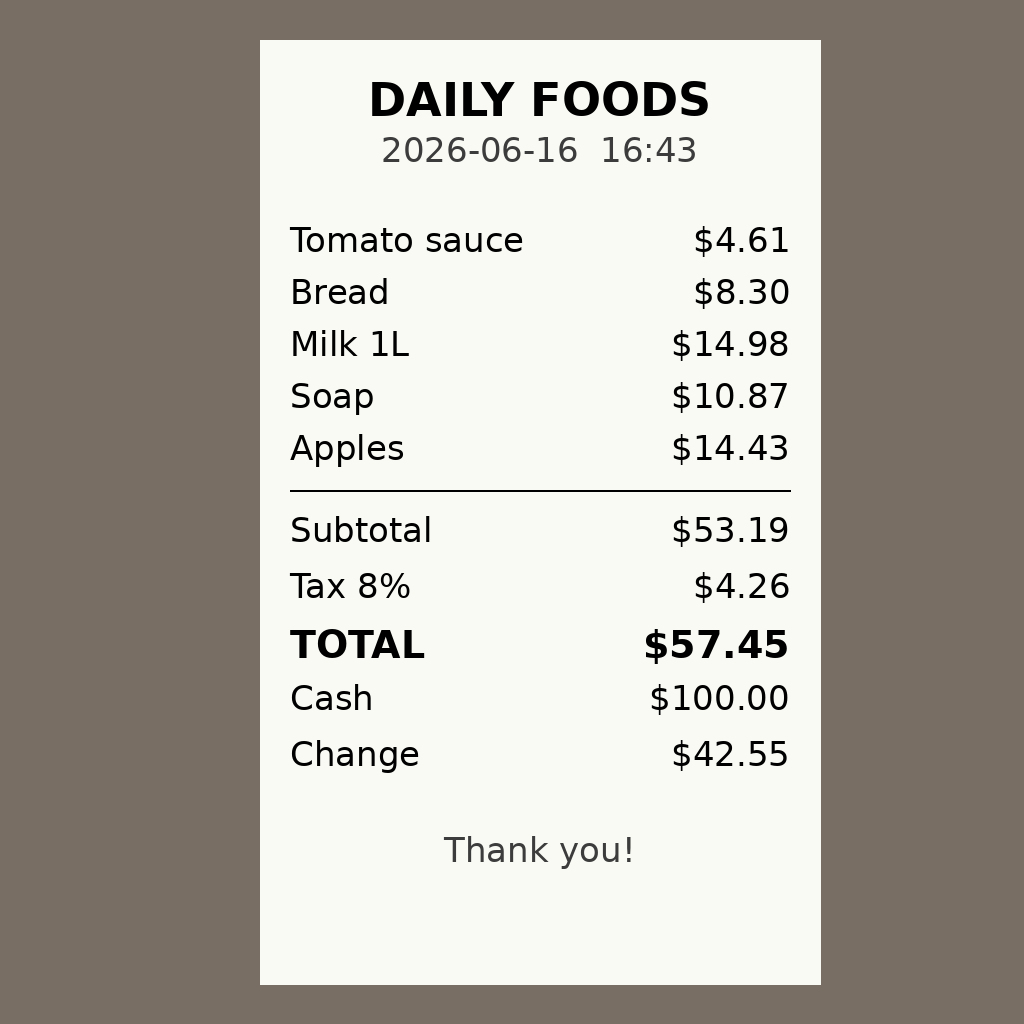 DAILY FOODS
2026-06-16 16:43
Tomato sauce $4.61
Bread $8.30
Milk 1L $14.98
Soap $10.87
Apples $14.43
Subtotal $53.19
Tax 8% $4.26
TOTAL $57.45
Cash $100.00
Change $42.55
Thank you!